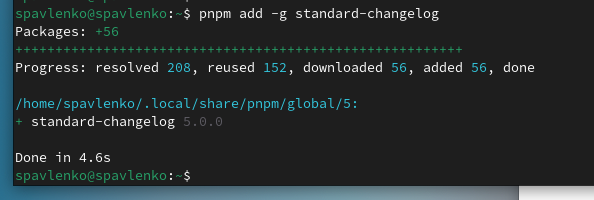 spavlenko@spavlenko:~$ pnpm add -g standard-changelog
Packages: +56
++++++++++++++++++++++++++++++++++++++++++++++++++++++++
Progress: resolved 208, reused 152, downloaded 56, added 56, done
/home/spavlenko/.local/share/pnpm/global/5:
+ standard-changelog 5.0.0
Done in 4.6s
spavlenko@spavlenko:~$